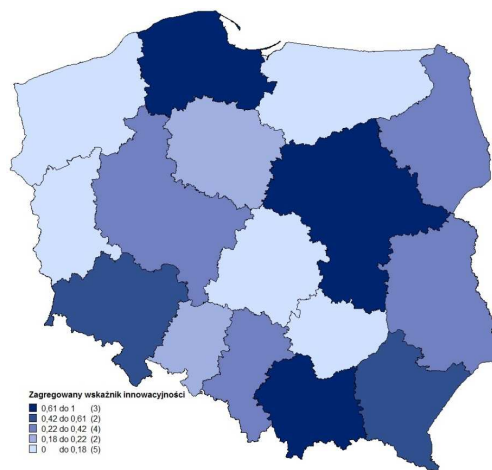 Zagregowany wskaźnik innowacyjności
0,61 do 1 (3)
0,42 do 0,61 (2)
0,22 do 0,42 (4)
0,18 do 0,22 (2)
0 do 0,18 (5)